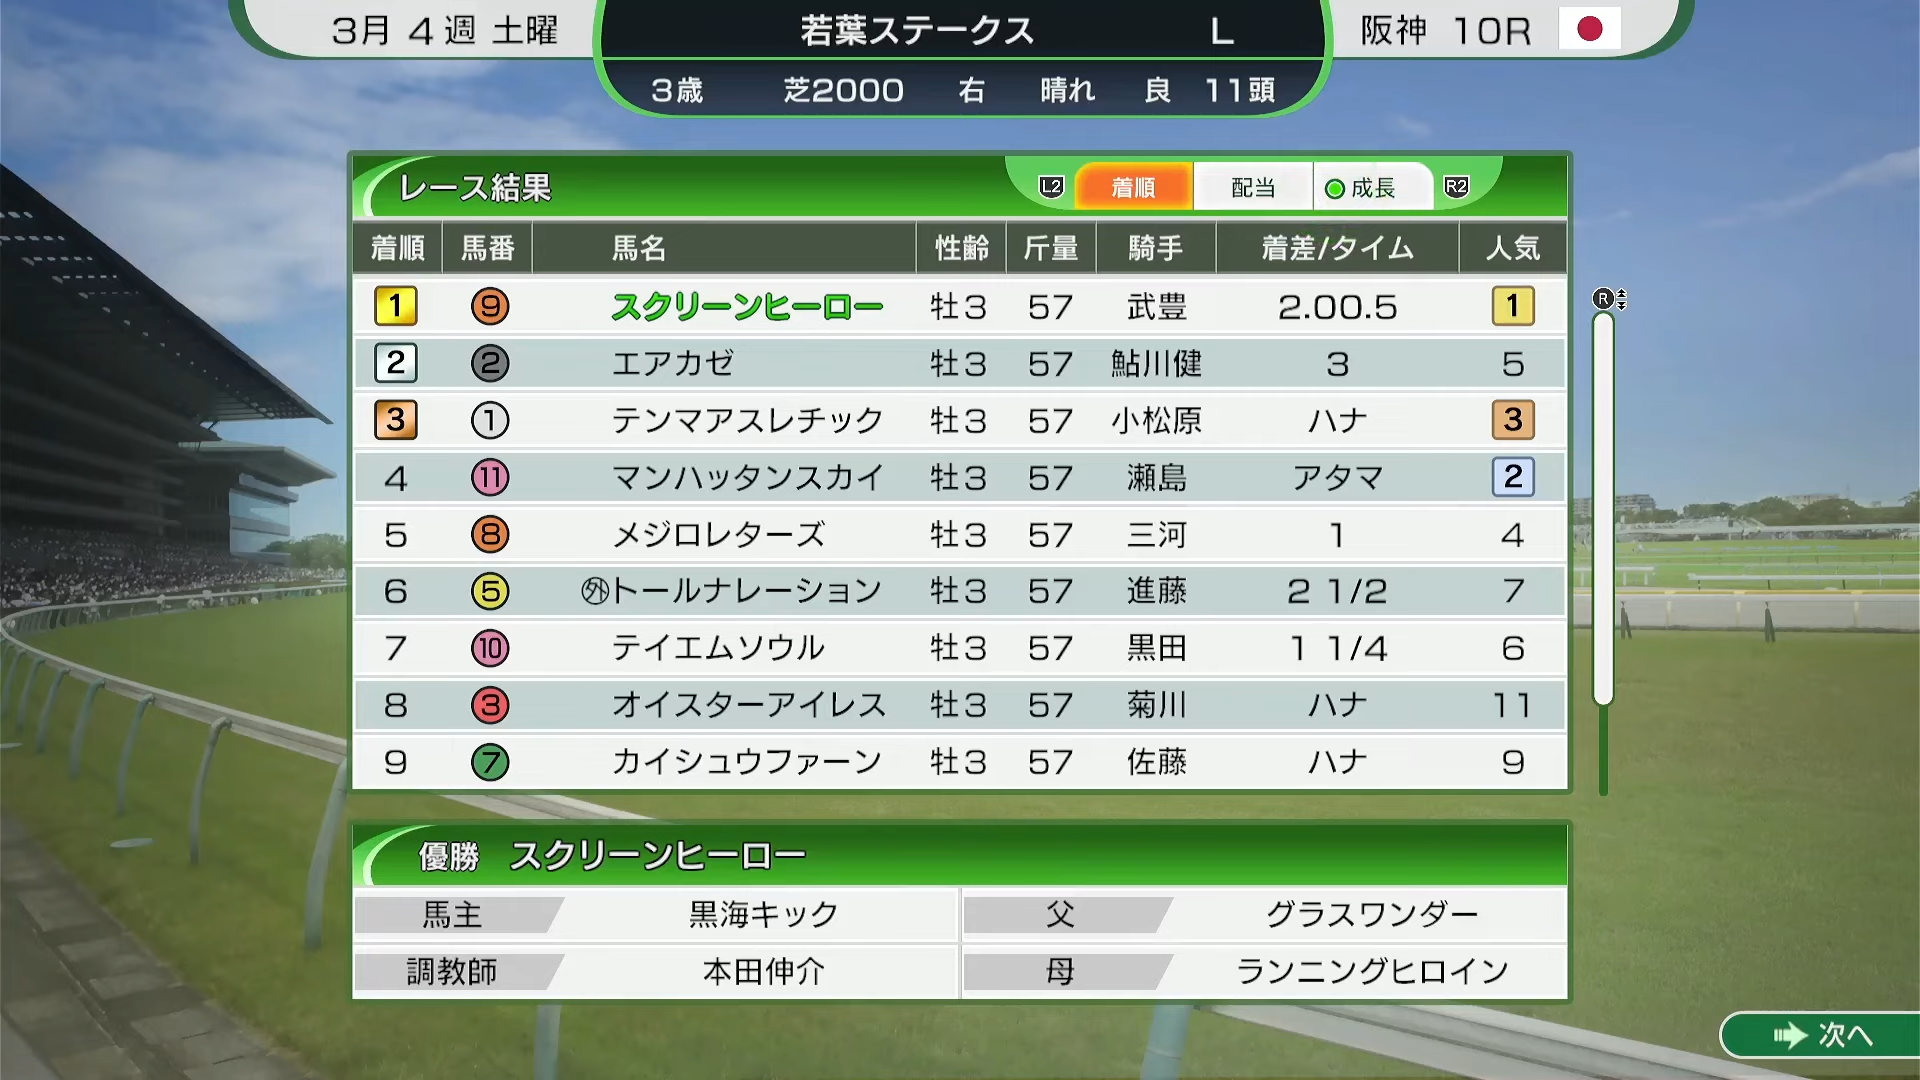 3月 4週 土曜
若葉ステークス L
阪神 10R
3歳 芝2000 右 晴れ 良 11頭
レース結果
L2 着順 配当 成長 R2
着順 馬番 馬名 性齢 斤量 騎手 着差/タイム 人気
1 9 スクリーンヒーロー 牡3 57 武豊 2.00.5 1
2 2 エアカゼ 牡3 57 鮎川健 3 5
3 1 テンマアスレチック 牡3 57 小松原 ハナ 3
4 11 マンハッタンスカイ 牡3 57 瀬島 アタマ 2
5 8 メジロレターズ 牡3 57 三河 1 4
6 5 ㊕トールナレーション 牡3 57 進藤 2 1/2 7
7 10 テイエムソウル 牡3 57 黒田 1 1/4 6
8 3 オイスターアイレス 牡3 57 菊川 ハナ 11
9 7 カイシュウファーン 牡3 57 佐藤 ハナ 9
R
優勝 スクリーンヒーロー
馬主 黒海キック 父 グラスワンダー
調教師 本田伸介 母 ランニングヒロイン
次へ